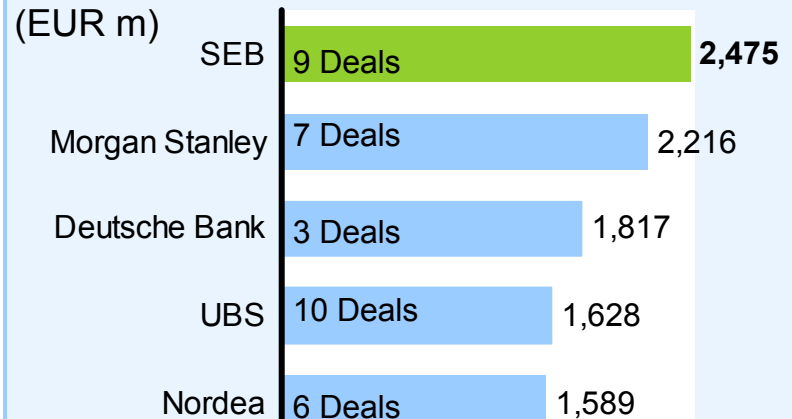 (EUR m)
SEB 9 Deals 2,475
Morgan Stanley 7 Deals 2,216
Deutsche Bank 3 Deals 1,817
UBS 10 Deals 1,628
Nordea 6 Deals 1,589